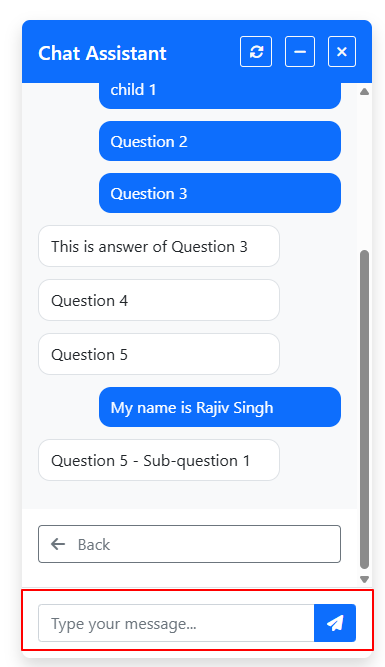 Chat Assistant
child 1
Question 2
Question 3
This is answer of Question 3
Question 4
Question 5
My name is Rajiv Singh
Question 5 - Sub-question 1
Back
Type your message...